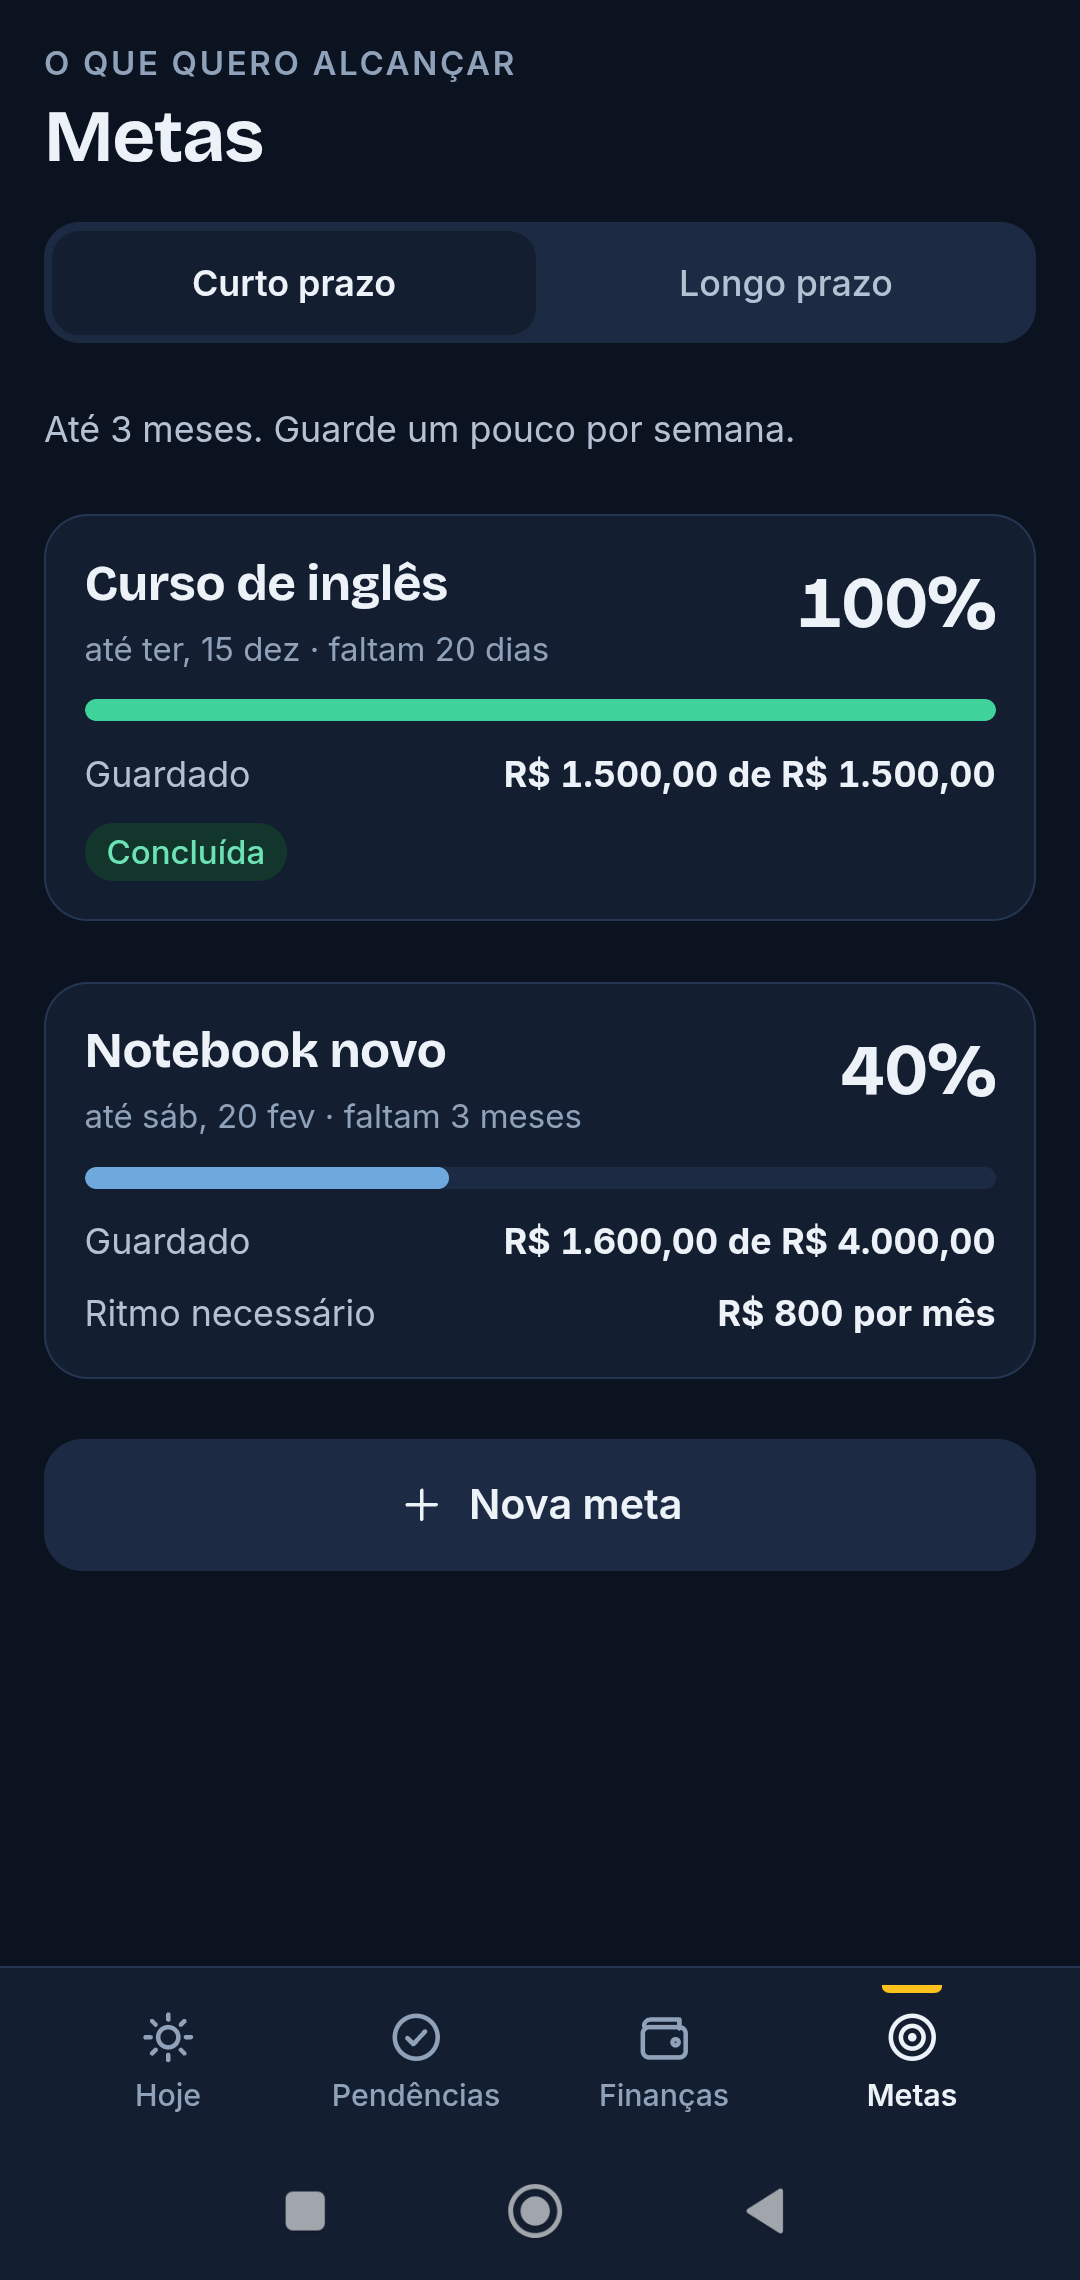 O QUE QUERO ALCANÇAR
Metas
Curto prazo
Longo prazo
Até 3 meses. Guarde um pouco por semana.
Curso de inglês
100%
até ter, 15 dez · faltam 20 dias
Guardado
R$ 1.500,00 de R$ 1.500,00
Concluída
Notebook novo
40%
até sáb, 20 fev · faltam 3 meses
Guardado
R$ 1.600,00 de R$ 4.000,00
Ritmo necessário
R$ 800 por mês
Nova meta
Hoje
Pendências
Finanças
Metas